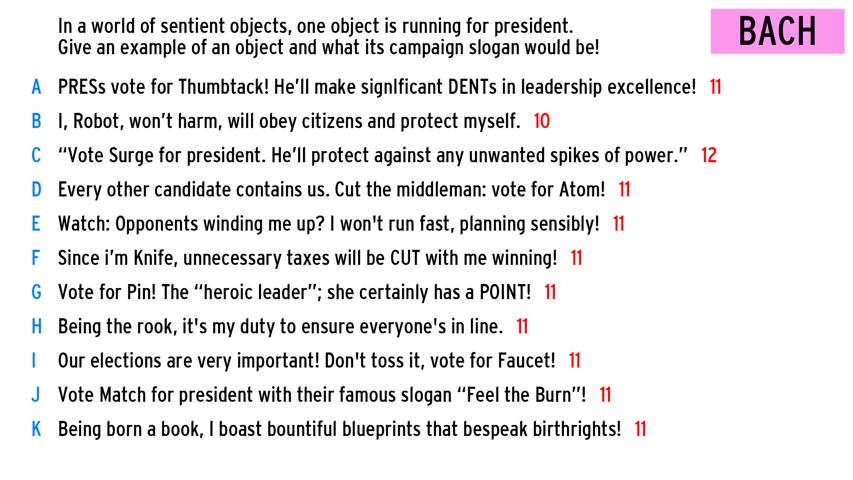 In a world of sentient objects, one object is running for president.
Give an example of an object and what its campaign slogan would be!
BACH
A PRESs vote for Thumbtack! He'll make signIficant DENTs in leadership excellence! 11
B I, Robot, won't harm, will obey citizens and protect myself. 10
C “Vote Surge for president. He'll protect against any unwanted spikes of power.” 12
D Every other candidate contains us. Cut the middleman: vote for Atom! 11
E Watch: Opponents winding me up? I won't run fast, planning sensibly! 11
F Since i'm Knife, unnecessary taxes will be CUT with me winning! 11
G Vote for Pin! The “heroic leader”; she certainly has a POINT! 11
H Being the rook, it's my duty to ensure everyone's in line. 11
I Our elections are very important! Don't toss it, vote for Faucet! 11
J Vote Match for president with their famous slogan “Feel the Burn”! 11
K Being born a book, I boast bountiful blueprints that bespeak birthrights! 11